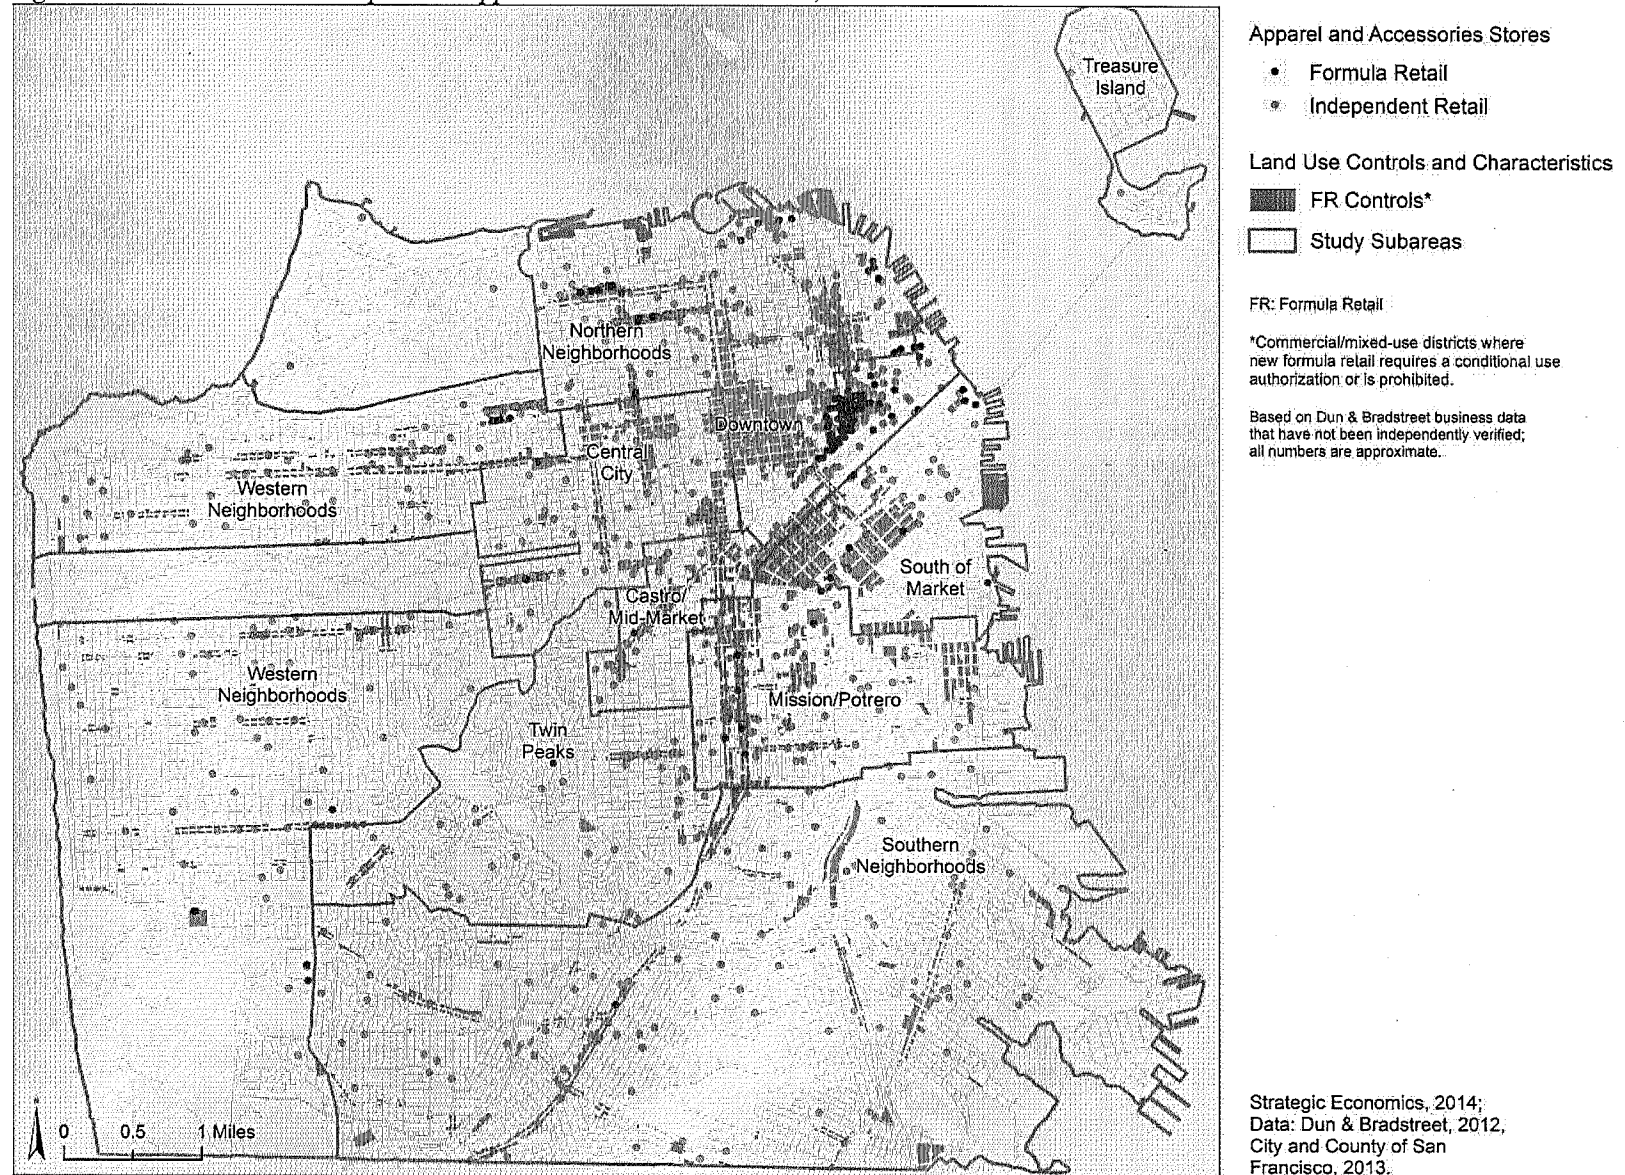 Treasure
Island
Northern
Neighborhoods
Downtown
Central
City
Western
Neighborhoods
South of
Market
Castro/
Mid-Market
Western
Neighborhoods
Mission/Potrero
Twin
Peaks
Southern
Neighborhoods
0 0.5 1 Miles
Apparel and Accessories Stores
Formula Retail
Independent Retail
Land Use Controls and Characteristics
FR Controls*
Study Subareas
FR: Formula Retail
*Commercial/mixed-use districts where
new formula retail requires a conditional use
authorization or is prohibited.
Based on Dun & Bradstreet business data
that have not been independently verified;
all numbers are approximate.
Strategic Economics, 2014;
Data: Dun & Bradstreet, 2012,
City and County of San
Francisco, 2013.